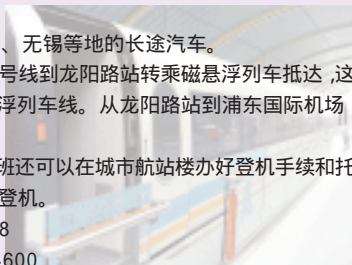 、无锡等地的长途汽车。
号线到龙阳路站转乘磁悬浮列车抵达,这
浮列车线。从龙阳路站到浦东国际机场
班还可以在城市航站楼办好登机手续和托
登机。
8
600